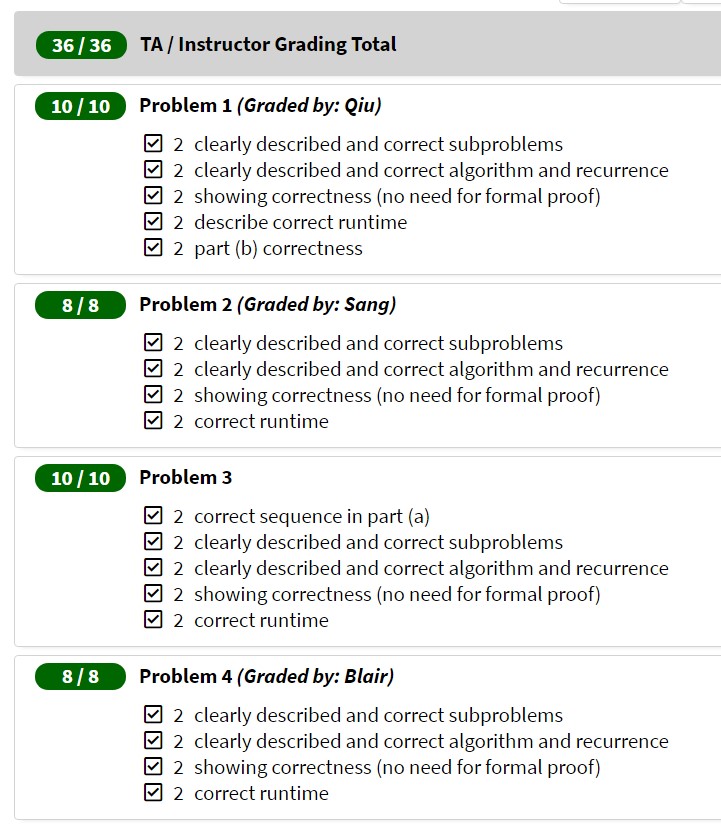 36 / 36 TA / Instructor Grading Total
10 / 10 Problem 1 (Graded by: Qiu)
2 clearly described and correct subproblems
2 clearly described and correct algorithm and recurrence
2 showing correctness (no need for formal proof)
2 describe correct runtime
2 part (b) correctness
8 / 8 Problem 2 (Graded by: Sang)
2 clearly described and correct subproblems
2 clearly described and correct algorithm and recurrence
2 showing correctness (no need for formal proof)
2 correct runtime
10 / 10 Problem 3
2 correct sequence in part (a)
2 clearly described and correct subproblems
2 clearly described and correct algorithm and recurrence
2 showing correctness (no need for formal proof)
2 correct runtime
8 / 8 Problem 4 (Graded by: Blair)
2 clearly described and correct subproblems
2 clearly described and correct algorithm and recurrence
2 showing correctness (no need for formal proof)
2 correct runtime